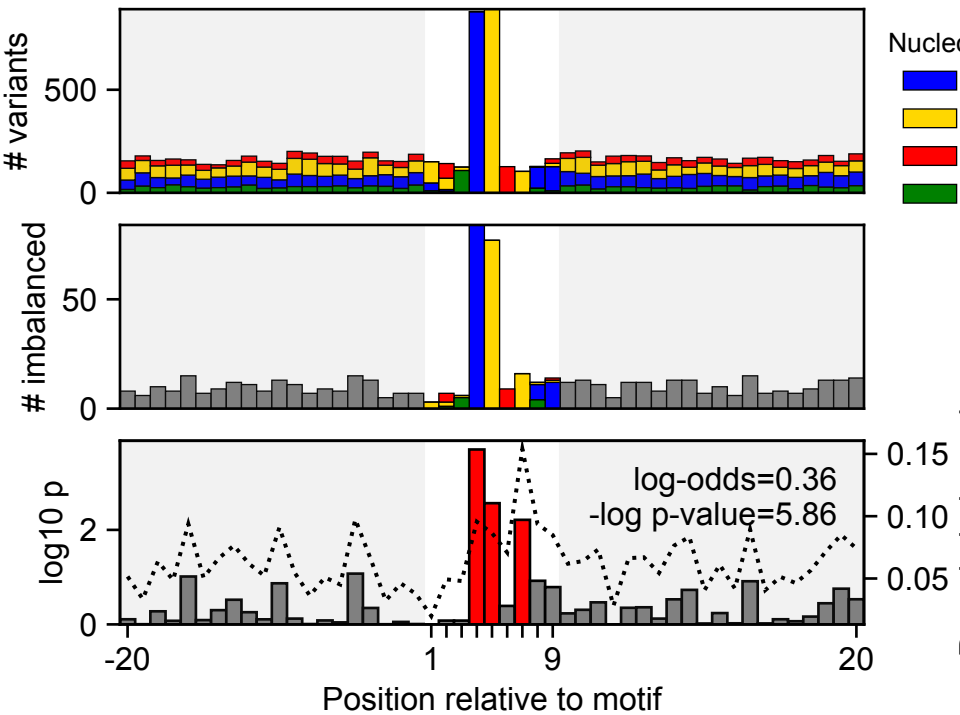 # variants
500
0
Nucleo
# imbalanced
50
0
log10 p
2
0
log-odds=0.36
-log p-value=5.86
0.15
0.10
0.05
-20
1
9
20
Position relative to motif